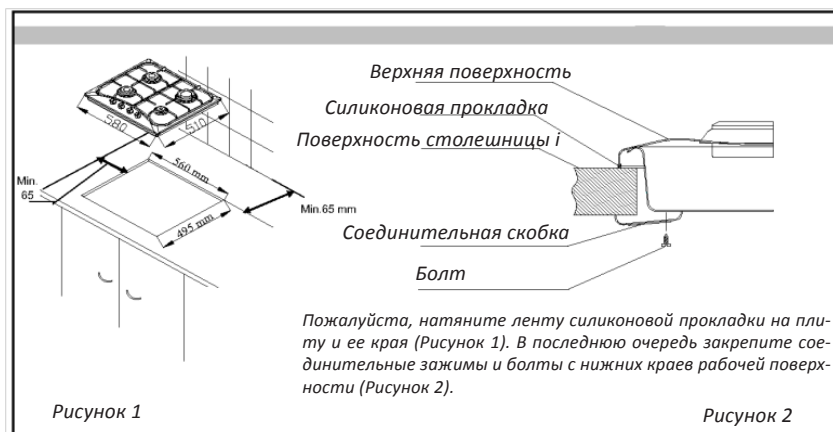 580
510
560 mm
495 mm
Min.
65
Min.65 mm
Верхняя поверхность
Силиконовая прокладка
Поверхность столешницы i
Соединительная скобка
Болт
Пожалуйста, натяните ленту силиконовой прокладки на пли-
ту и ее края (Рисунок 1). В последнюю очередь закрепите сое-
динительные зажимы и болты с нижних краев рабочей поверх-
ности (Рисунок 2).
Рисунок 1
Рисунок 2